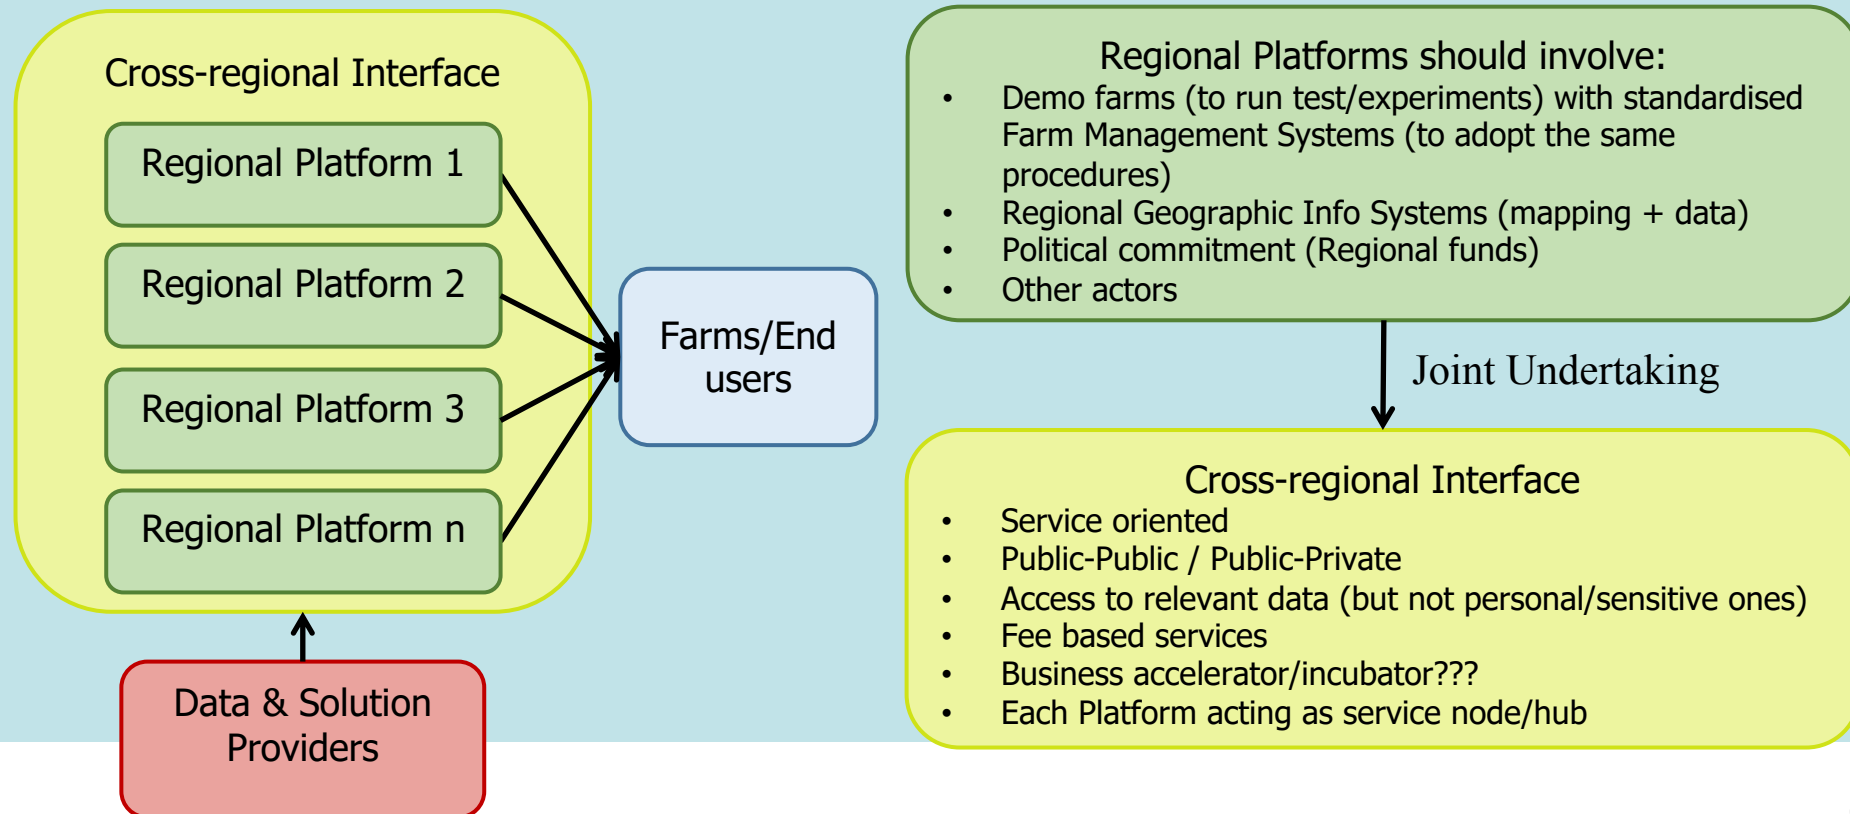 Cross-regional Interface
Regional Platform 1
Regional Platform 2
Regional Platform 3
Regional Platform n
Farms/End
users
Data & Solution
Providers
Regional Platforms should involve:
• Demo farms (to run test/experiments) with standardised
Farm Management Systems (to adopt the same
procedures)
• Regional Geographic Info Systems (mapping + data)
• Political commitment (Regional funds)
• Other actors
Joint Undertaking
Cross-regional Interface
• Service oriented
• Public-Public / Public-Private
• Access to relevant data (but not personal/sensitive ones)
• Fee based services
• Business accelerator/incubator???
• Each Platform acting as service node/hub